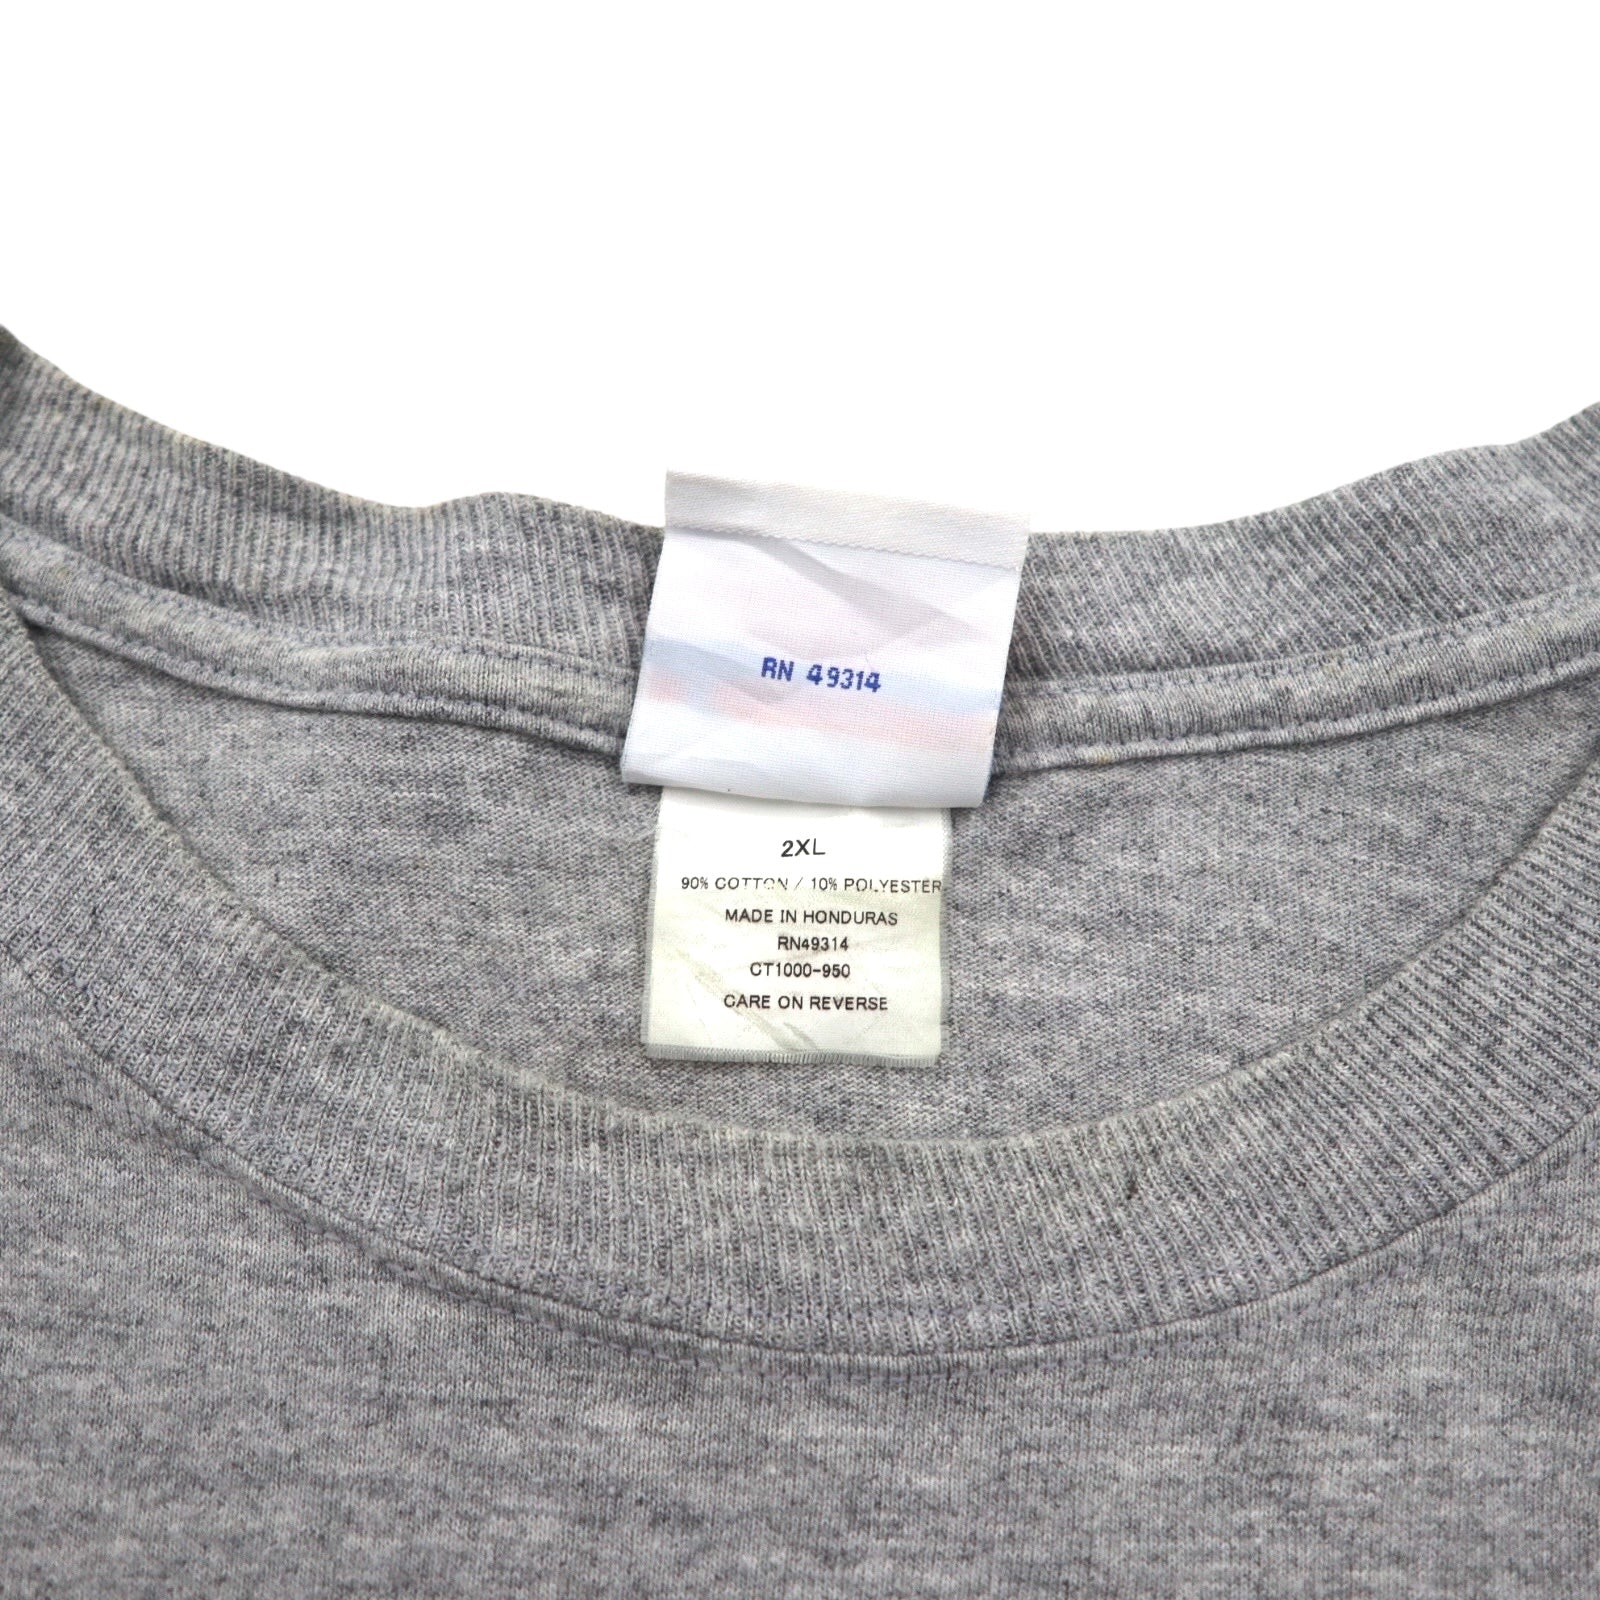 RN 49314
2XL
90% COTTON / 10% POLYESTER
MADE IN HONDURAS
RN49314
CT1000-950
CARE ON REVERSE